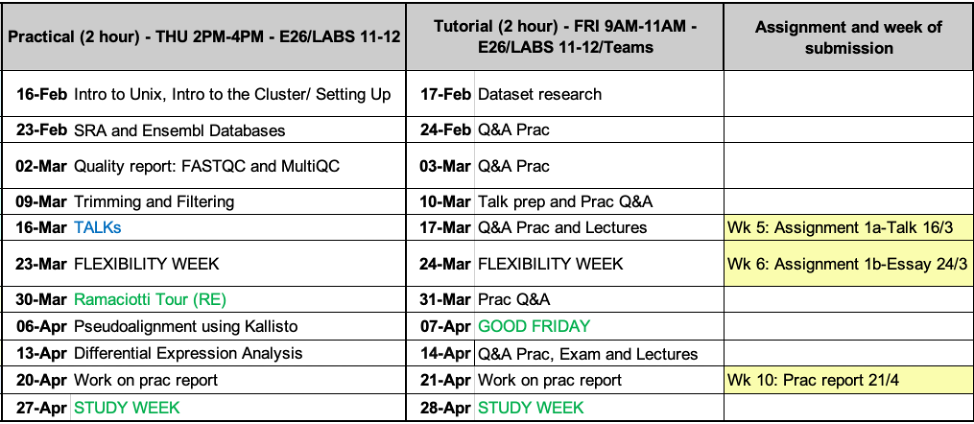 Practical (2 hour) - THU 2PM-4PM - E26/LABS 11-12
Tutorial (2 hour) - FRI 9AM-11AM -
E26/LABS 11-12/Teams
Assignment and week of
submission
16-Feb Intro to Unix, Intro to the Cluster/ Setting Up
17-Feb Dataset research
23-Feb SRA and Ensembl Databases
24-Feb Q&A Prac
02-Mar Quality report: FASTQC and MultiQC
03-Mar Q&A Prac
09-Mar Trimming and Filtering
10-Mar Talk prep and Prac Q&A
16-Mar TALKs
17-Mar Q&A Prac and Lectures
Wk 5: Assignment 1a-Talk 16/3
23-Mar FLEXIBILITY WEEK
24-Mar FLEXIBILITY WEEK
Wk 6: Assignment 1b-Essay 24/3
30-Mar Ramaciotti Tour (RE)
31-Mar Prac Q&A
06-Apr Pseudoalignment using Kallisto
07-Apr GOOD FRIDAY
13-Apr Differential Expression Analysis
14-Apr Q&A Prac, Exam and Lectures
20-Apr Work on prac report
21-Apr Work on prac report
Wk 10: Prac report 21/4
27-Apr STUDY WEEK
28-Apr STUDY WEEK